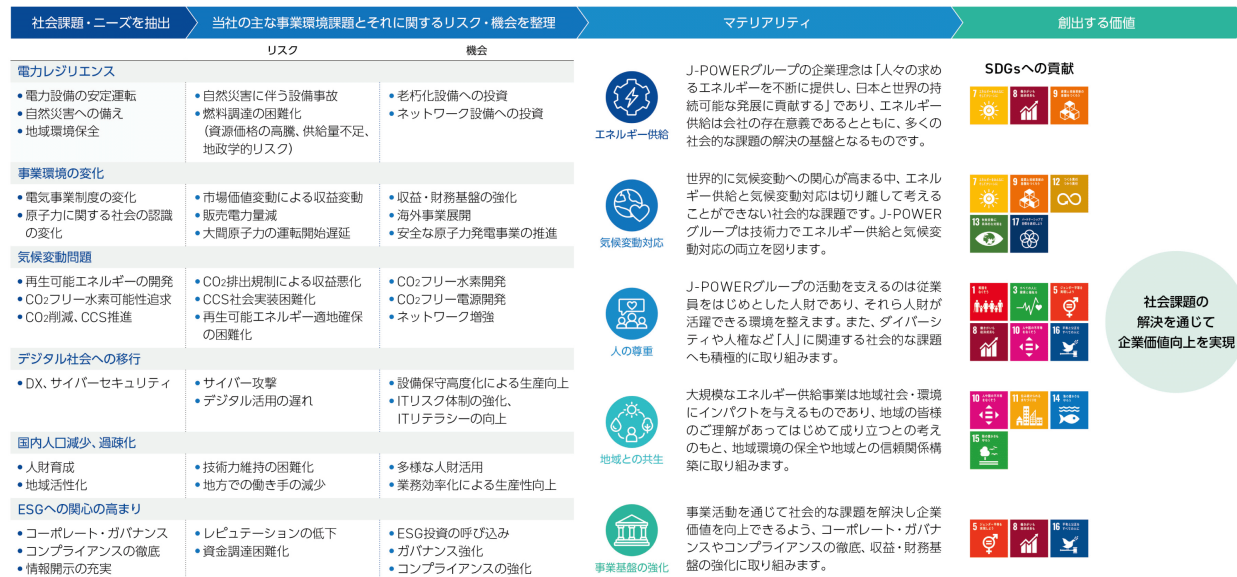 社会課題・ニーズを抽出
当社の主な事業環境課題とそれに関するリスク・機会を整理
マテリアリティ
創出する価値
リスク
機会
電力レジリエンス
• 電力設備の安定運転
• 自然災害への備え
• 地域環境保全
• 自然災害に伴う設備事故
• 燃料調達の困難化
(資源価格の高騰、供給量不足、
地政学的リスク)
• 老朽化設備への投資
• ネットワーク設備への投資
事業環境の変化
• 電気事業制度の変化
• 原子力に関する社会の認識
の変化
• 市場価値変動による収益変動
• 販売電力量減
• 大間原子力の運転開始遅延
• 収益・財務基盤の強化
• 海外事業展開
• 安全な原子力発電事業の推進
気候変動問題
• 再生可能エネルギーの開発
• CO2フリー水素可能性追求
• CO2削減、CCS推進
• CO2排出規制による収益悪化
• CCS社会実装困難化
• 再生可能エネルギー適地確保
の困難化
• CO2フリー水素開発
• CO2フリー電源開発
• ネットワーク増強
デジタル社会への移行
• DX、サイバーセキュリティ
• サイバー攻撃
• デジタル活用の遅れ
• 設備保守高度化による生産向上
• ITリスク体制の強化、
ITリテラシーの向上
国内人口減少、過疎化
• 人財育成
• 地域活性化
• 技術力維持の困難化
• 地方での働き手の減少
• 多様な人財活用
• 業務効率化による生産性向上
ESGへの関心の高まり
• コーポレート・ガバナンス
• コンプライアンスの徹底
• 情報開示の充実
• レピュテーションの低下
• 資金調達困難化
• ESG投資の呼び込み
• ガバナンス強化
• コンプライアンスの強化
エネルギー供給
J-POWERグループの企業理念は「人々の求め
るエネルギーを不断に提供し、日本と世界の持
続可能な発展に貢献する」であり、エネルギー
供給は会社の存在意義であるとともに、多くの
社会的な課題の解決の基盤となるものです。
気候変動対応
世界的に気候変動への関心が高まる中、エネル
ギー供給と気候変動対応は切り離して考える
ことができない社会的な課題です。J-POWER
グループは技術力でエネルギー供給と気候変
動対応の両立を図ります。
人の尊重
J-POWERグループの活動を支えるのは従業
員をはじめとした人財であり、それら人財が
活躍できる環境を整えます。また、ダイバーシ
ティや人権など「人」に関連する社会的な課題
へも積極的に取り組みます。
地域との共生
大規模なエネルギー供給事業は地域社会・環境
にインパクトを与えるものであり、地域の皆様
のご理解があってはじめて成り立つとの考え
のもと、地域環境の保全や地域との信頼関係構
築に取り組みます。
事業基盤の強化
事業活動を通じて社会的な課題を解決し企業
価値を向上できるよう、コーポレート・ガバナ
ンスやコンプライアンスの徹底、収益・財務基
盤の強化に取り組みます。
SDGsへの貢献
7 8 9
7 9 12
13 17
1 3 5
8 10 16
10 11 14
15
5 8 16
社会課題の
解決を通じて
企業価値向上を実現